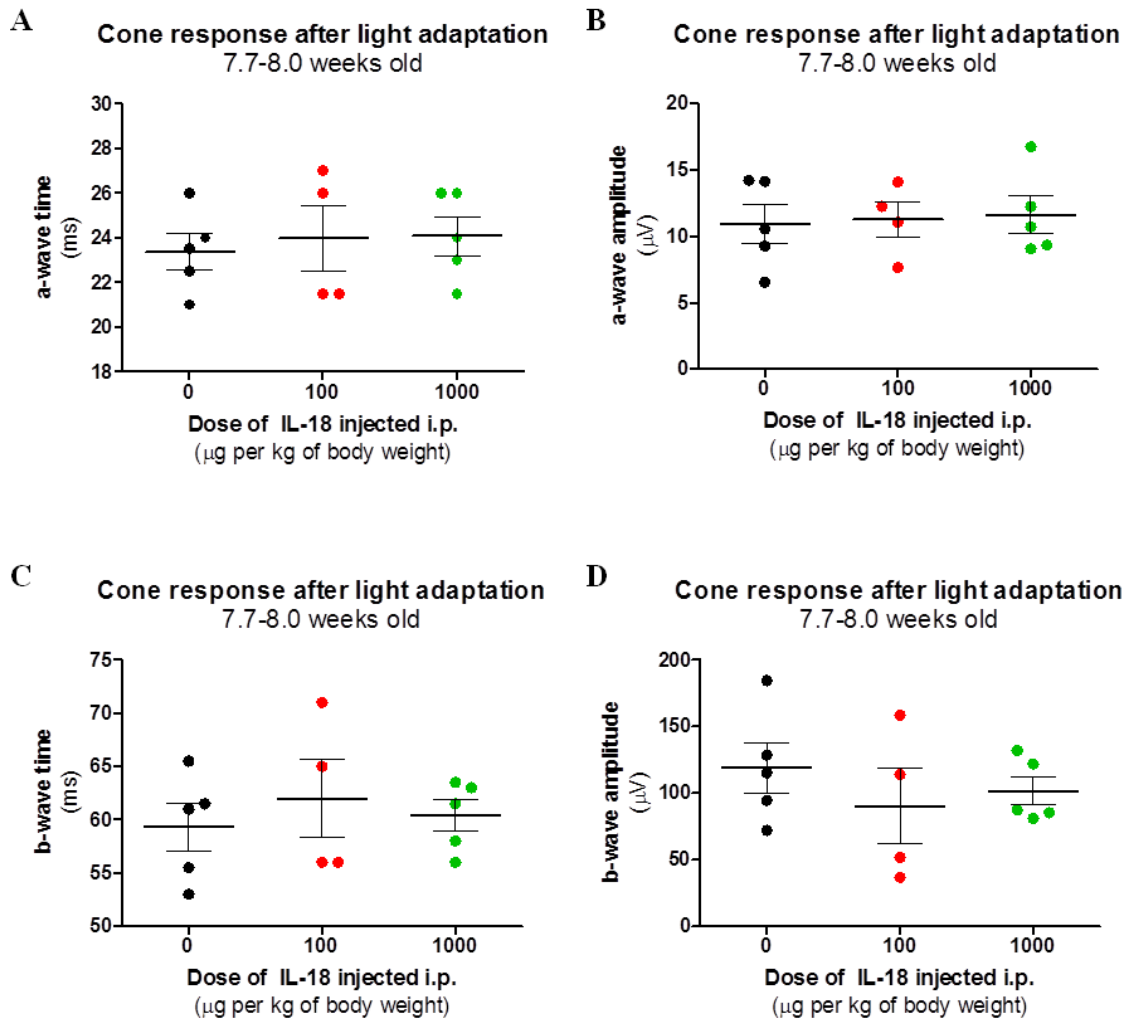 A
Cone response after light adaptation
7.7-8.0 weeks old
30
28
26
24
22
20
18
a-wave time
(ms)
0
100
1000
Dose of IL-18 injected i.p.
(μg per kg of body weight)
B
Cone response after light adaptation
7.7-8.0 weeks old
20
15
10
5
0
a-wave amplitude
(μV)
0
100
1000
Dose of IL-18 injected i.p.
(μg per kg of body weight)
C
Cone response after light adaptation
7.7-8.0 weeks old
75
70
65
60
55
50
b-wave time
(ms)
0
100
1000
Dose of IL-18 injected i.p.
(μg per kg of body weight)
D
Cone response after light adaptation
7.7-8.0 weeks old
200
150
100
50
0
b-wave amplitude
(μV)
0
100
1000
Dose of IL-18 injected i.p.
(μg per kg of body weight)